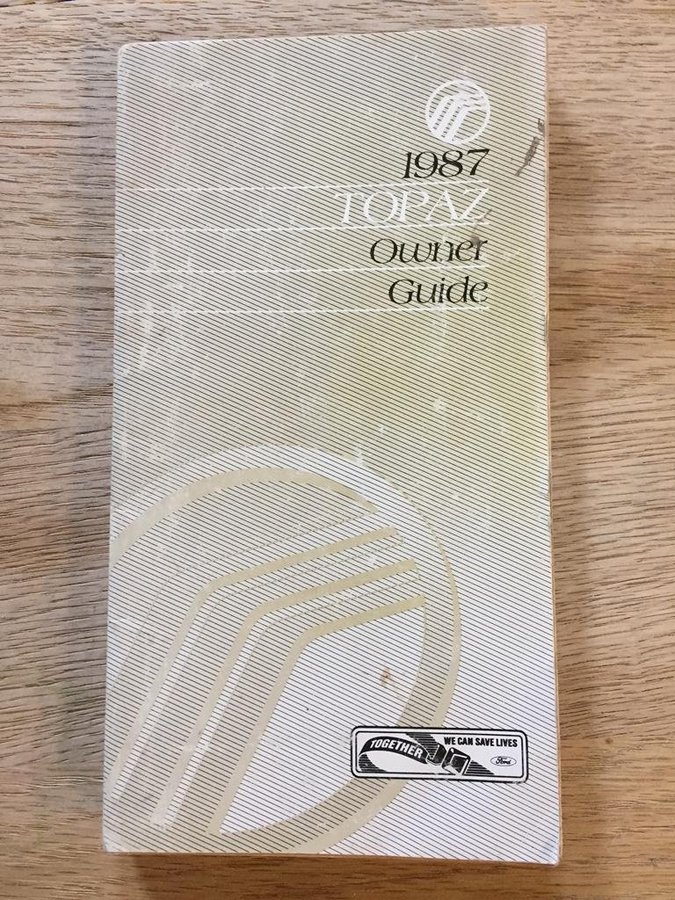 1987
TOPAZ
Owner
Guide
TOGETHER
WE CAN SAVE LIVES
Ford